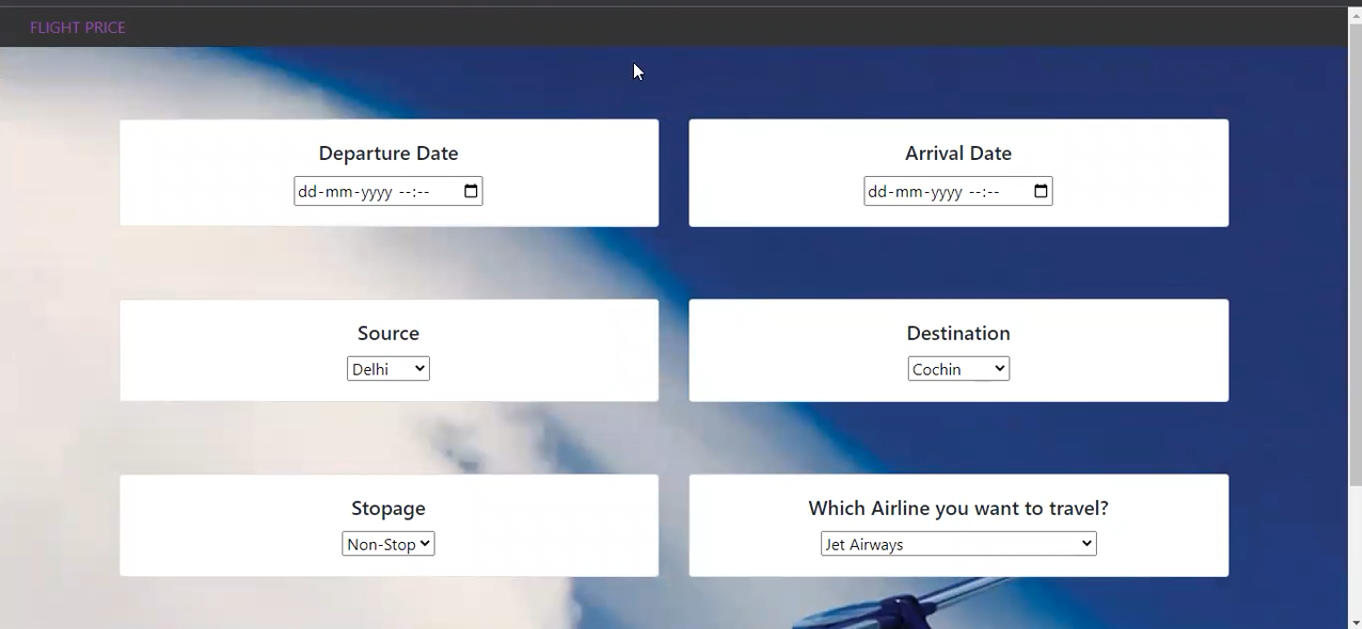 FLIGHT PRICE
Departure Date
Arrival Date
dd-mm-yyyy --:--
dd-mm-yyyy --:--
Source
Destination
Delhi
Cochin
Stopage
Which Airline you want to travel?
Non-Stop
Jet Airways